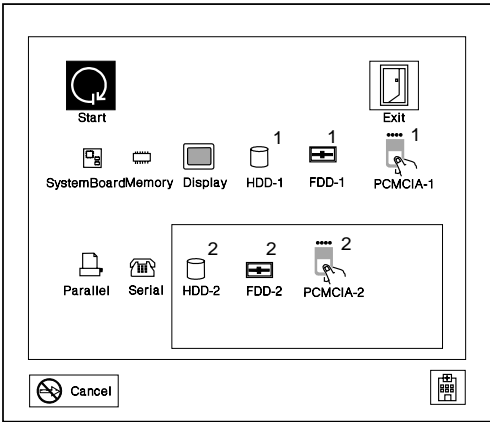 Start
Exit
1
1
1
SystemBoard Memory Display HDD-1 FDD-1 PCMCIA-1
2
2
2
Parallel Serial HDD-2 FDD-2 PCMCIA-2
Cancel